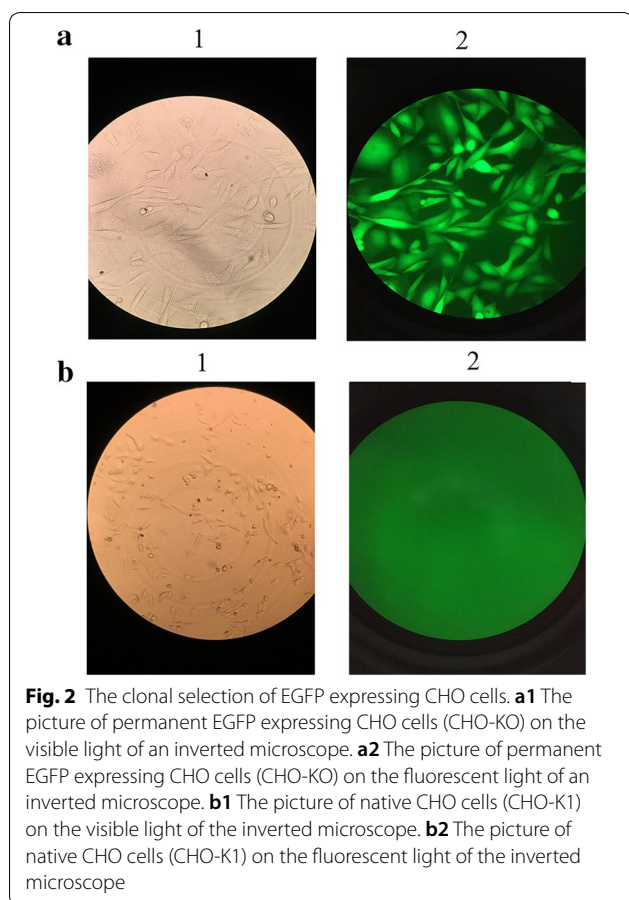 a
1
2
b
1
2
Fig. 2 The clonal selection of EGFP expressing CHO cells. a1 The
picture of permanent EGFP expressing CHO cells (CHO-KO) on the
visible light of an inverted microscope. a2 The picture of permanent
EGFP expressing CHO cells (CHO-KO) on the fluorescent light of an
inverted microscope. b1 The picture of native CHO cells (CHO-K1)
on the visible light of the inverted microscope. b2 The picture of
native CHO cells (CHO-K1) on the fluorescent light of the inverted
microscope